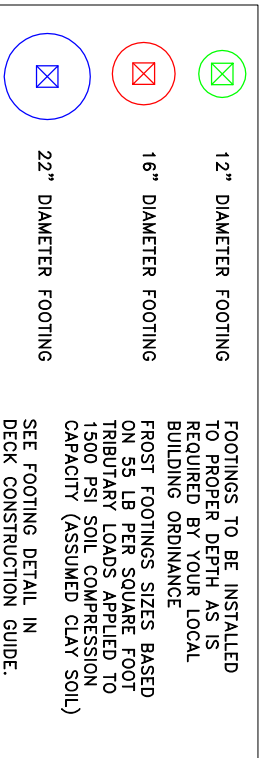 12" DIAMETER FOOTING
16" DIAMETER FOOTING
22" DIAMETER FOOTING
FOOTINGS TO BE INSTALLED
TO PROPER DEPTH AS IS
REQUIRED BY YOUR LOCAL
BUILDING ORDINANCE
FROST FOOTINGS SIZES BASED
ON 55 LB PER SQUARE FOOT
TRIBUTARY LOADS APPLIED TO
1500 PSI SOIL COMPRESSION
CAPACITY (ASSUMED CLAY SOIL)
SEE FOOTING DETAIL IN
DECK CONSTRUCTION GUIDE.